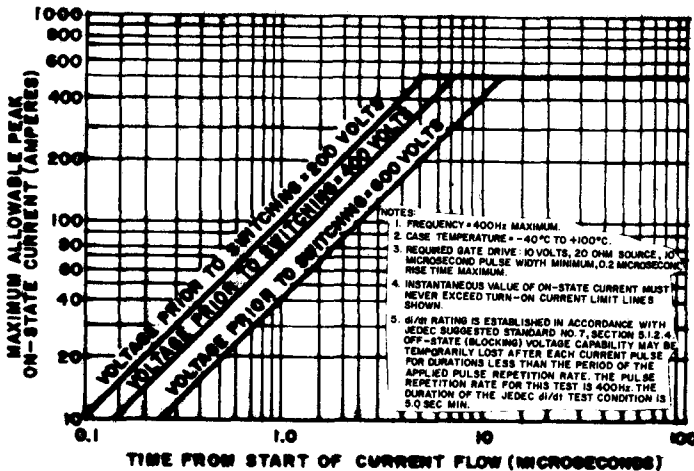 1000
800
600
400
200
100
80
60
40
20
10
MAXIMUM ALLOWABLE PEAK
ON-STATE CURRENT (AMPERES)
VOLTAGE PRIOR TO SWITCHING = 200 VOLTS
VOLTAGE PRIOR TO SWITCHING = 400 VOLTS
VOLTAGE PRIOR TO SWITCHING = 600 VOLTS
NOTES:
1. FREQUENCY = 400Hz MAXIMUM.
2. CASE TEMPERATURE = -40°C TO +100°C.
3. REQUIRED GATE DRIVE: 10 VOLTS, 20 OHM SOURCE, 10
MICROSECOND PULSE WIDTH MINIMUM, 0.2 MICROSECOND
RISE TIME MAXIMUM.
4. INSTANTANEOUS VALUE OF ON-STATE CURRENT MUST
NEVER EXCEED TURN-ON CURRENT LIMIT LINES
SHOWN.
5. di/dt RATING IS ESTABLISHED IN ACCORDANCE WITH
JEDEC SUGGESTED STANDARD NO. 7, SECTION 5.1.2.4.
OFF-STATE (BLOCKING) VOLTAGE CAPABILITY MAY BE
TEMPORARILY LOST AFTER EACH CURRENT PULSE
FOR DURATIONS LESS THAN THE PERIOD OF THE
APPLIED PULSE REPETITION RATE. THE PULSE
REPETITION RATE FOR THIS TEST IS 400Hz. THE
DURATION OF THE JEDEC di/dt TEST CONDITION IS
5.0 SEC MIN.
0.1 1.0 10 100
TIME FROM START OF CURRENT FLOW (MICROSECONDS)